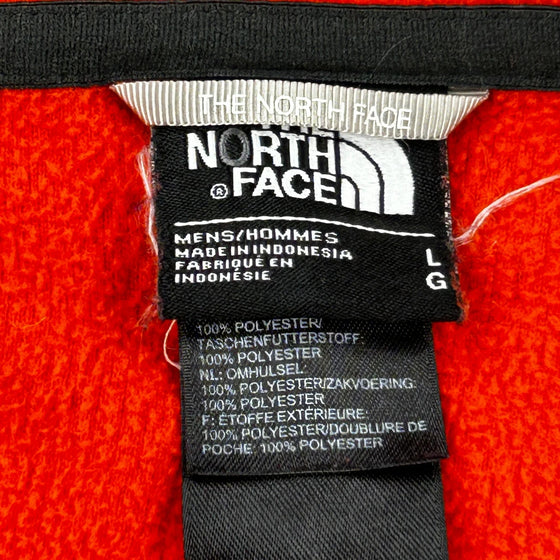 THE NORTH FACE
THE
NORTH
FACE
®
MENS/HOMMES
MADE IN INDONESIA
FABRIQUÉ EN
INDONÉSIE
L
G
100% POLYESTER/
TASCHENFUTTERSTOFF:
100% POLYESTER
NL: OMHULSEL:
100% POLYESTER/ZAKVOERING:
100% POLYESTER
F: ÉTOFFE EXTÉRIEURE:
100% POLYESTER/DOUBLURE DE
POCHE: 100% POLYESTER